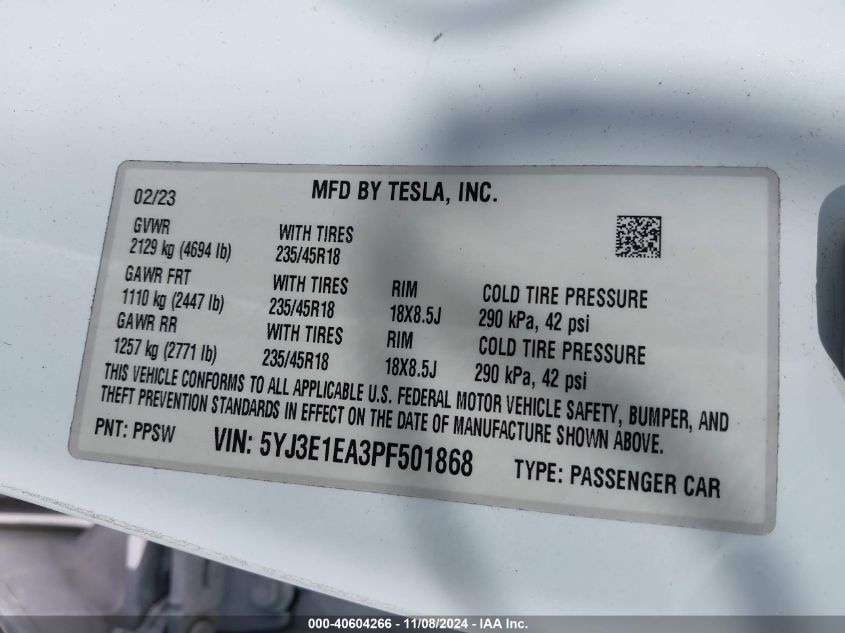 02/23
MFD BY TESLA, INC.
GVWR
2129 kg (4694 lb)
WITH TIRES
235/45R18
GAWR FRT
1110 kg (2447 lb)
WITH TIRES
235/45R18
RIM
18X8.5J
COLD TIRE PRESSURE
290 kPa, 42 psi
GAWR RR
1257 kg (2771 lb)
WITH TIRES
235/45R18
RIM
18X8.5J
COLD TIRE PRESSURE
290 kPa, 42 psi
THIS VEHICLE CONFORMS TO ALL APPLICABLE U.S. FEDERAL MOTOR VEHICLE SAFETY, BUMPER, AND
THEFT PREVENTION STANDARDS IN EFFECT ON THE DATE OF MANUFACTURE SHOWN ABOVE.
PNT: PPSW
VIN: 5YJ3E1EA3PF501868
TYPE: PASSENGER CAR
000-40604266 - 11/08/2024 - IAA Inc.